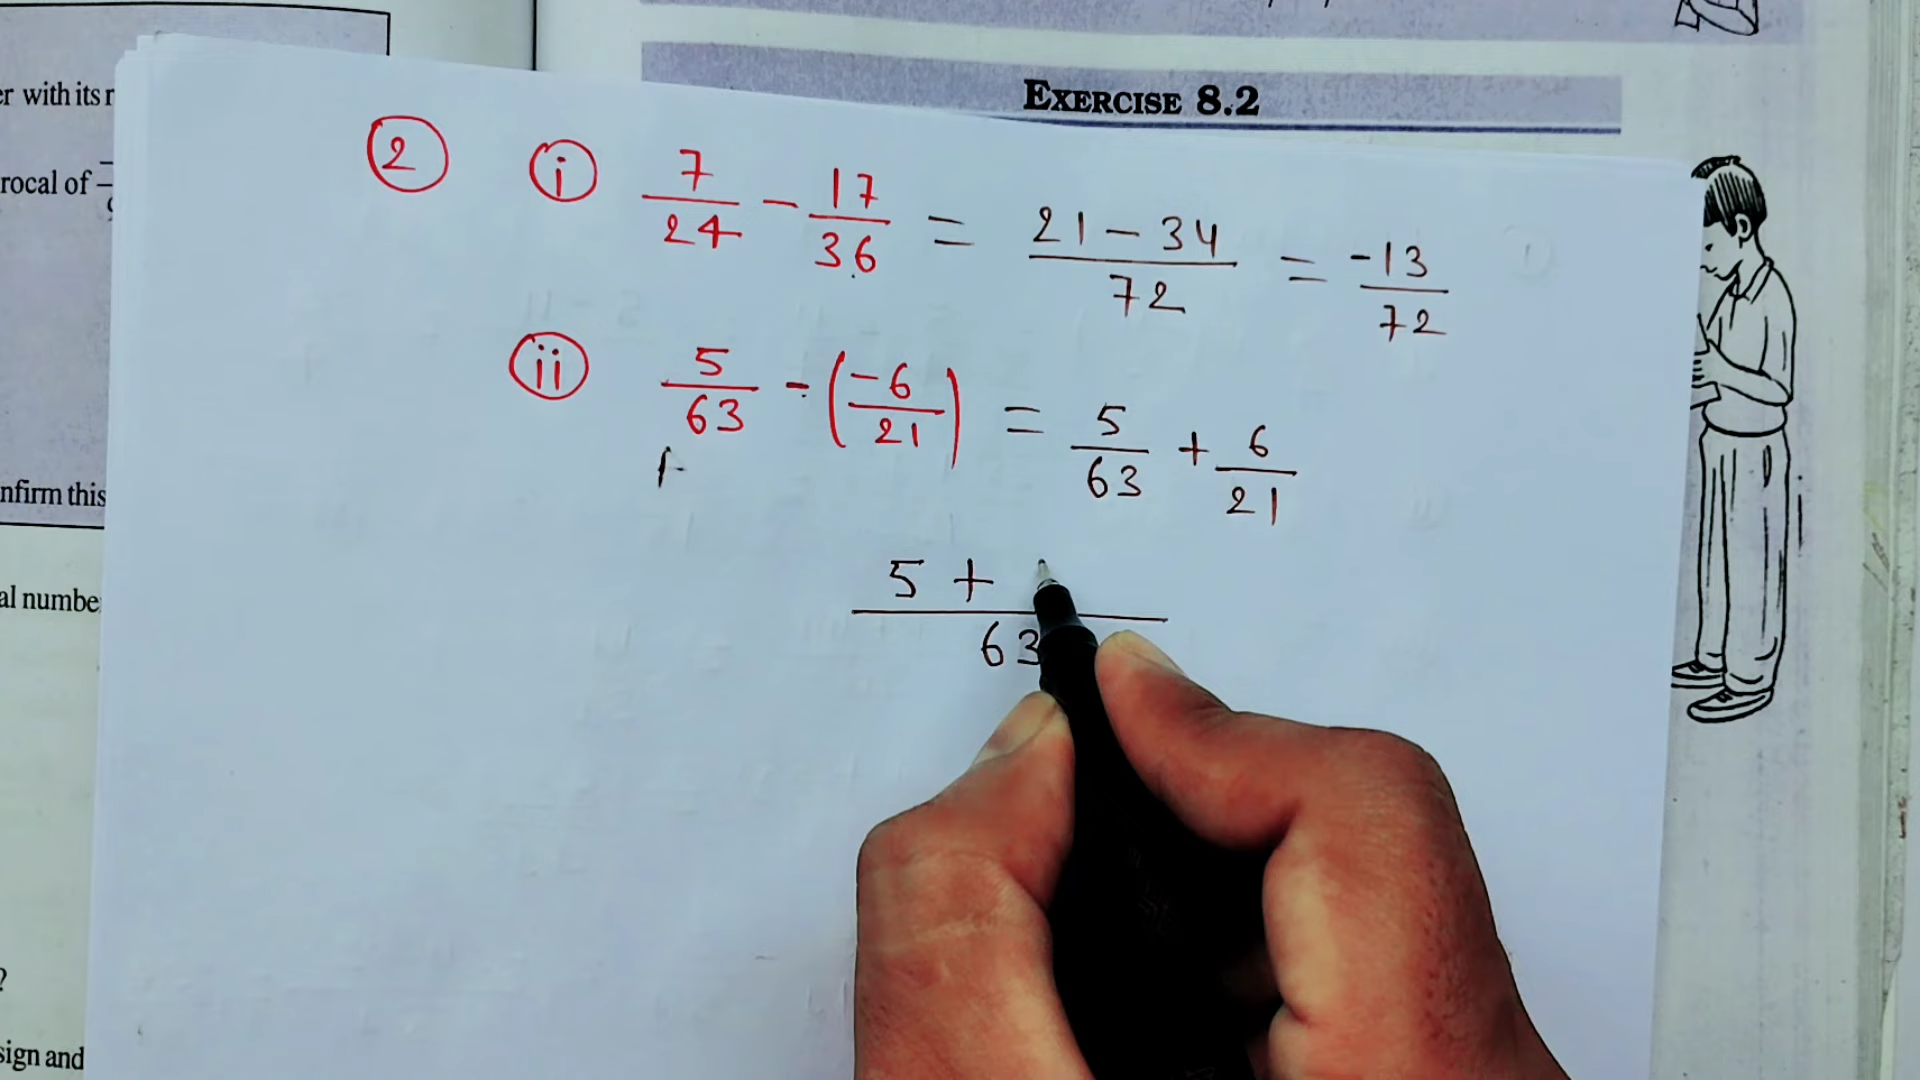 er with its r
rocal of
nfirm this
al numbe
?
sign and
EXERCISE 8.2
2 i 7/24 - 17/36 = 21 - 34/72 = -13/72
ii 5/63 - (-6/21) = 5/63 + 6/21
5 +/63